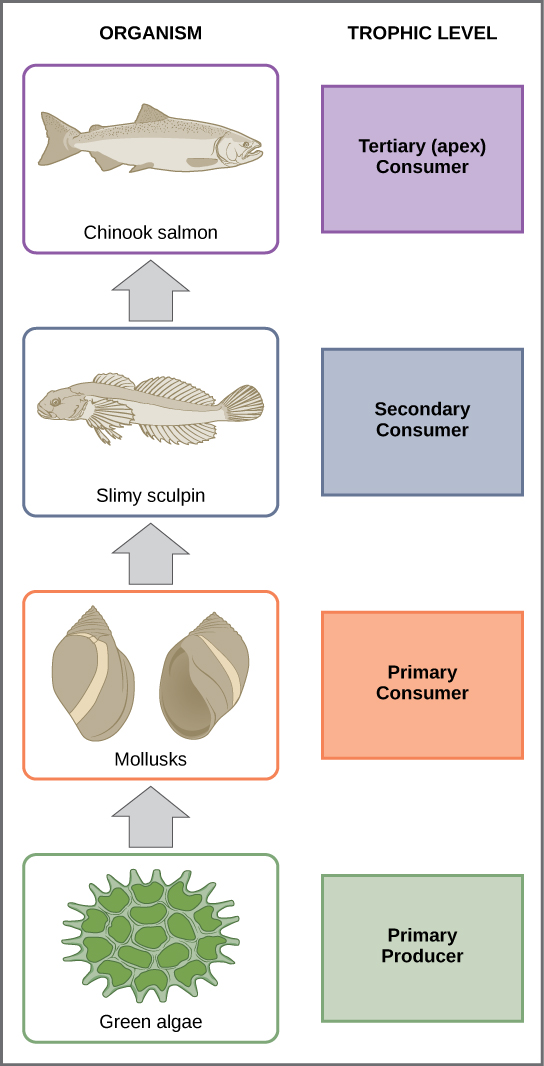 ORGANISM
TROPHIC LEVEL
Chinook salmon
Tertiary (apex)
Consumer
Slimy sculpin
Secondary
Consumer
Mollusks
Primary
Consumer
Green algae
Primary
Producer